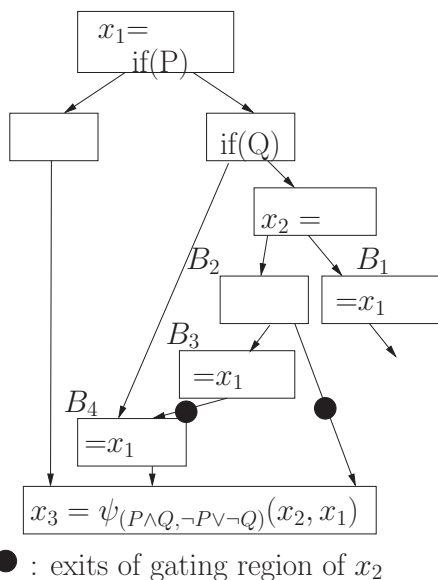 x₁=
if(P)
if(Q)
x₂ =
B₂
B₁
=x₁
B₃
=x₁
B₄
=x₁
x₃ = ψ₍P∧Q,¬P∨¬Q₎(x₂, x₁)
● : exits of gating region of x₂